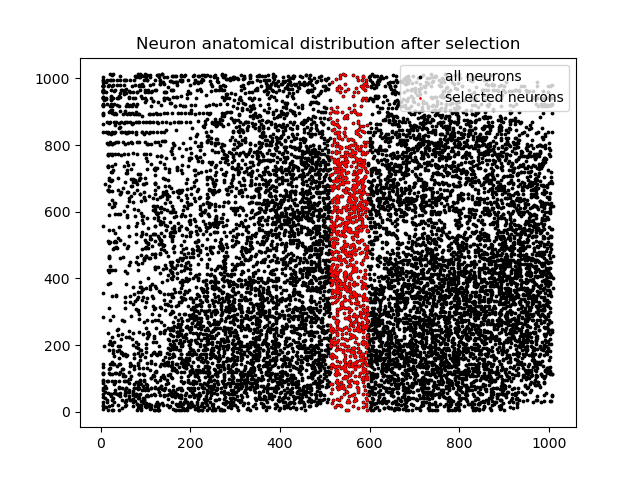 Neuron anatomical distribution after selection
all neurons
selected neurons
1000
800
600
400
200
0
0 200 400 600 800 1000